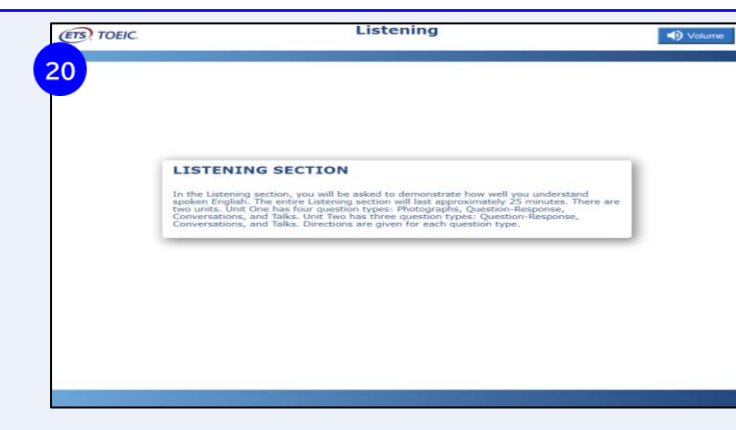 ETS TOEIC.
Listening
Volume
20
LISTENING SECTION
In the Listening section, you will be asked to demonstrate how well you understand
spoken English. The entire Listening section will last approximately 25 minutes. There are
two units. Unit One has four question types: Photographs, Question-Response,
Conversations, and Talks. Unit Two has three question types: Question-Response,
Conversations, and Talks. Directions are given for each question type.